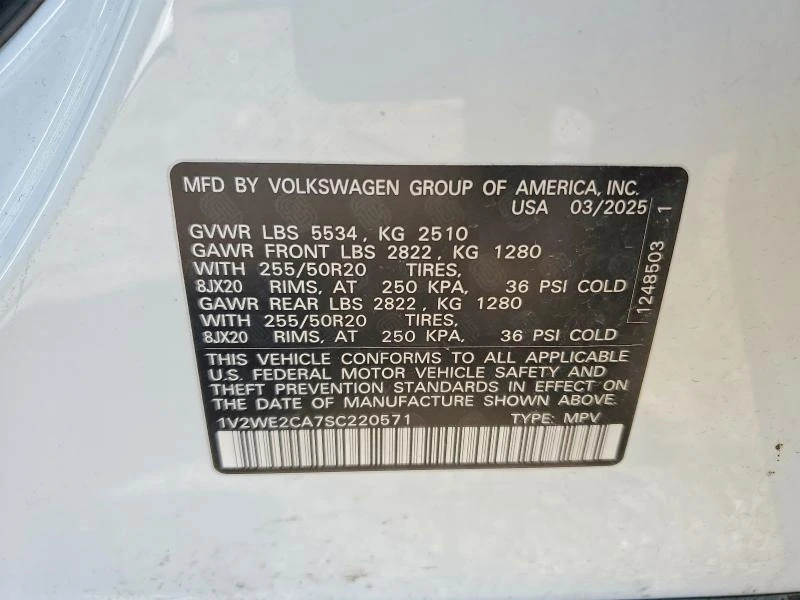 MFD BY VOLKSWAGEN GROUP OF AMERICA, INC.
USA 03/2025
GVWR LBS 5534, KG 2510
GAWR FRONT LBS 2822, KG 1280
WITH 255/50R20 TIRES,
8JX20 RIMS, AT 250 KPA, 36 PSI COLD
GAWR REAR LBS 2822, KG 1280
WITH 255/50R20 TIRES,
8JX20 RIMS, AT 250 KPA, 36 PSI COLD
THIS VEHICLE CONFORMS TO ALL APPLICABLE
U.S. FEDERAL MOTOR VEHICLE SAFETY AND
THEFT PREVENTION STANDARDS IN EFFECT ON
THE DATE OF MANUFACTURE SHOWN ABOVE.
1V2WE2CA7SC220571 TYPE: MPV
1248503 1